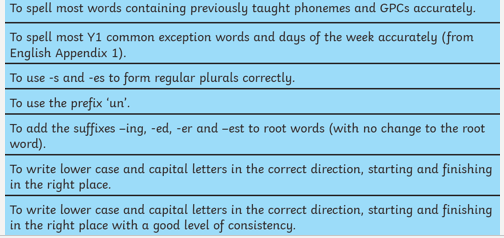 To spell most words containing previously taught phonemes and GPCs accurately.
To spell most Y1 common exception words and days of the week accurately (from
English Appendix 1).
To use -s and -es to form regular plurals correctly.
To use the prefix ‘un’.
To add the suffixes –ing, -ed, -er and –est to root words (with no change to the root
word).
To write lower case and capital letters in the correct direction, starting and finishing
in the right place.
To write lower case and capital letters in the correct direction, starting and finishing
in the right place with a good level of consistency.